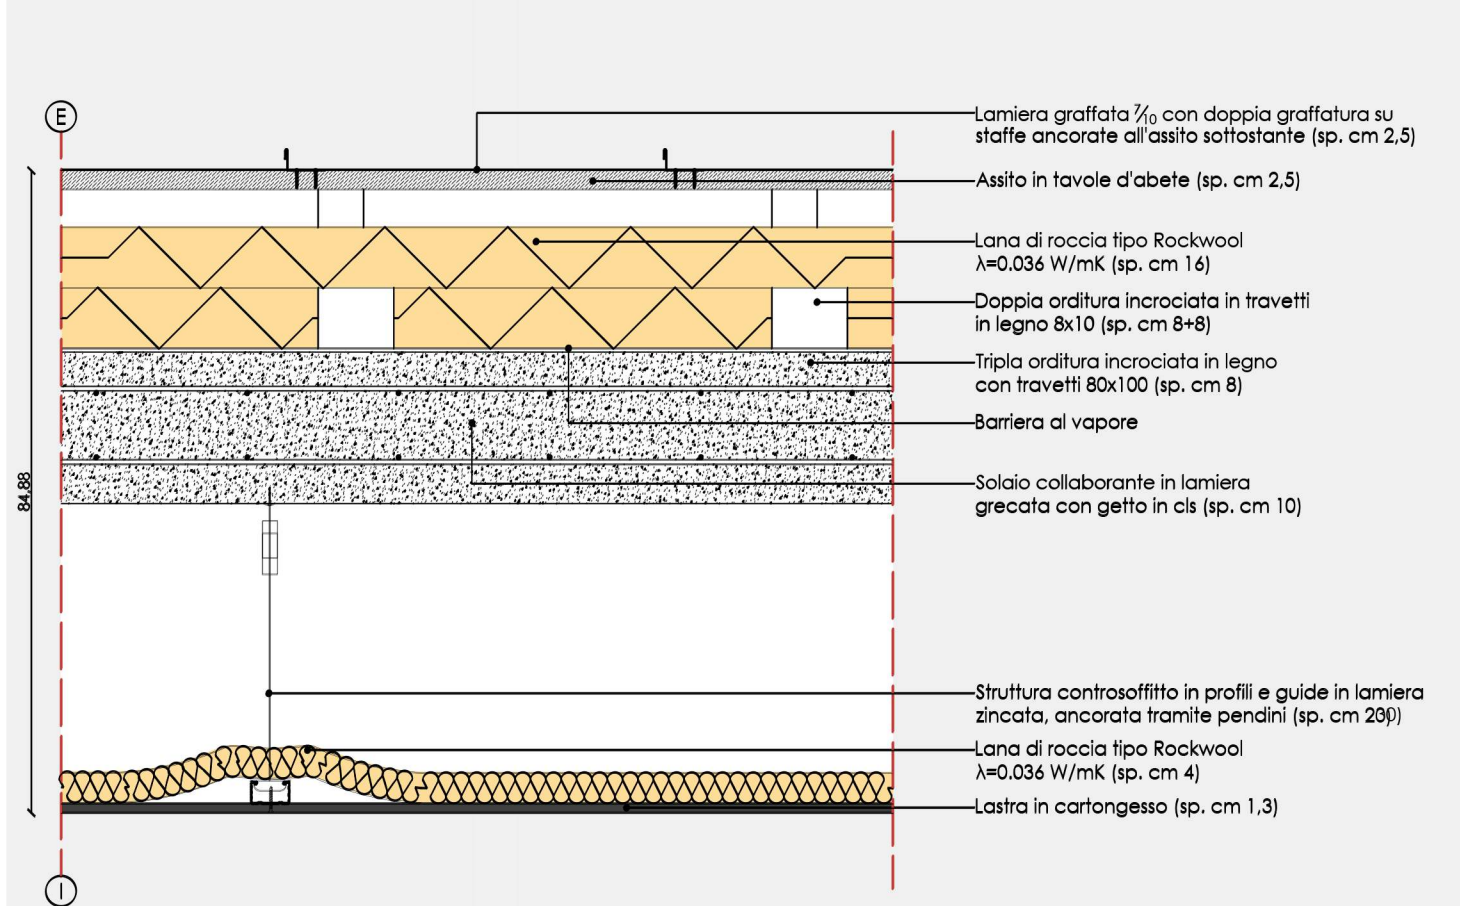 E
Lamiera graffata 7/10 con doppia graffatura su
staffe ancorate all'assito sottostante (sp. cm 2,5)
Assito in tavole d'abete (sp. cm 2,5)
Lana di roccia tipo Rockwool
λ=0.036 W/mK (sp. cm 16)
Doppia orditura incrociata in travetti
in legno 8x10 (sp. cm 8+8)
Tripla orditura incrociata in legno
con travetti 80x100 (sp. cm 8)
Barriera al vapore
84,88
Solaio collaborante in lamiera
grecata con getto in cls (sp. cm 10)
Struttura controsoffitto in profili e guide in lamiera
zincata, ancorata tramite pendini (sp. cm
Lana di roccia tipo Rockwool
λ=0.036 W/mK (sp. cm 4)
Lastra in cartongesso (sp. cm 1,3)
I